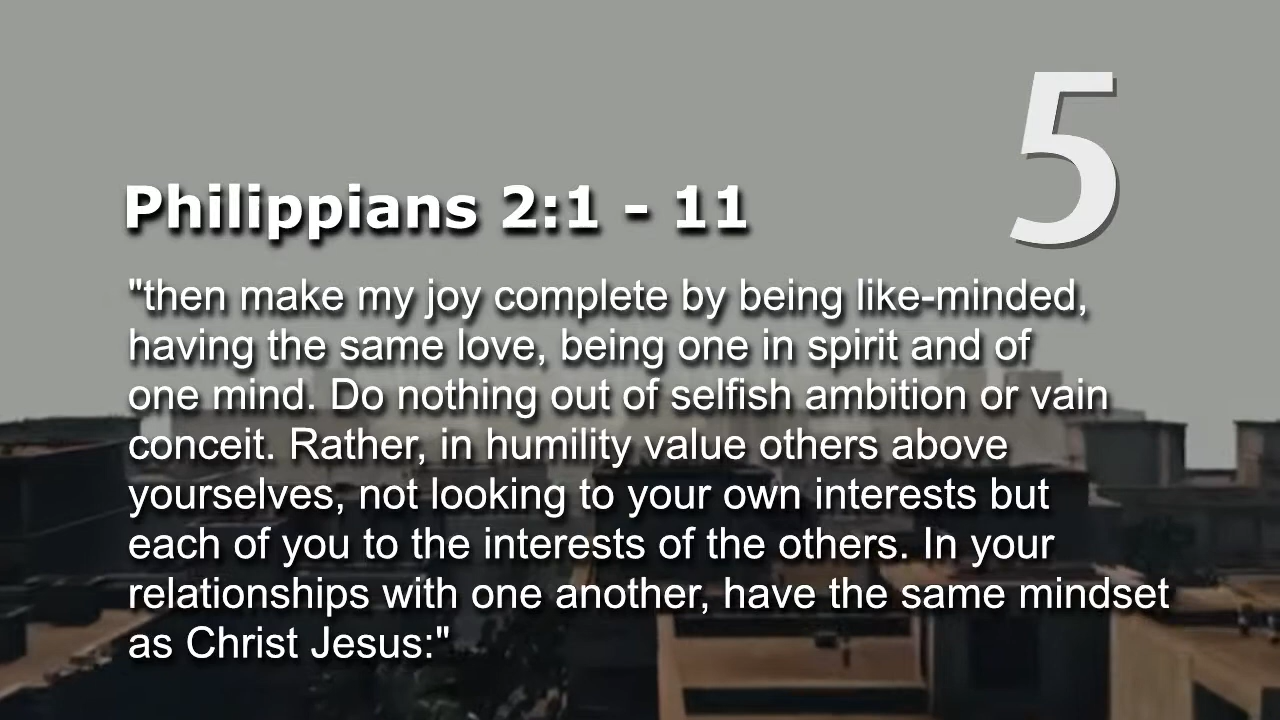 5
Philippians 2:1 - 11
"then make my joy complete by being like-minded,
having the same love, being one in spirit and of
one mind. Do nothing out of selfish ambition or vain
conceit. Rather, in humility value others above
yourselves, not looking to your own interests but
each of you to the interests of the others. In your
relationships with one another, have the same mindset
as Christ Jesus:"